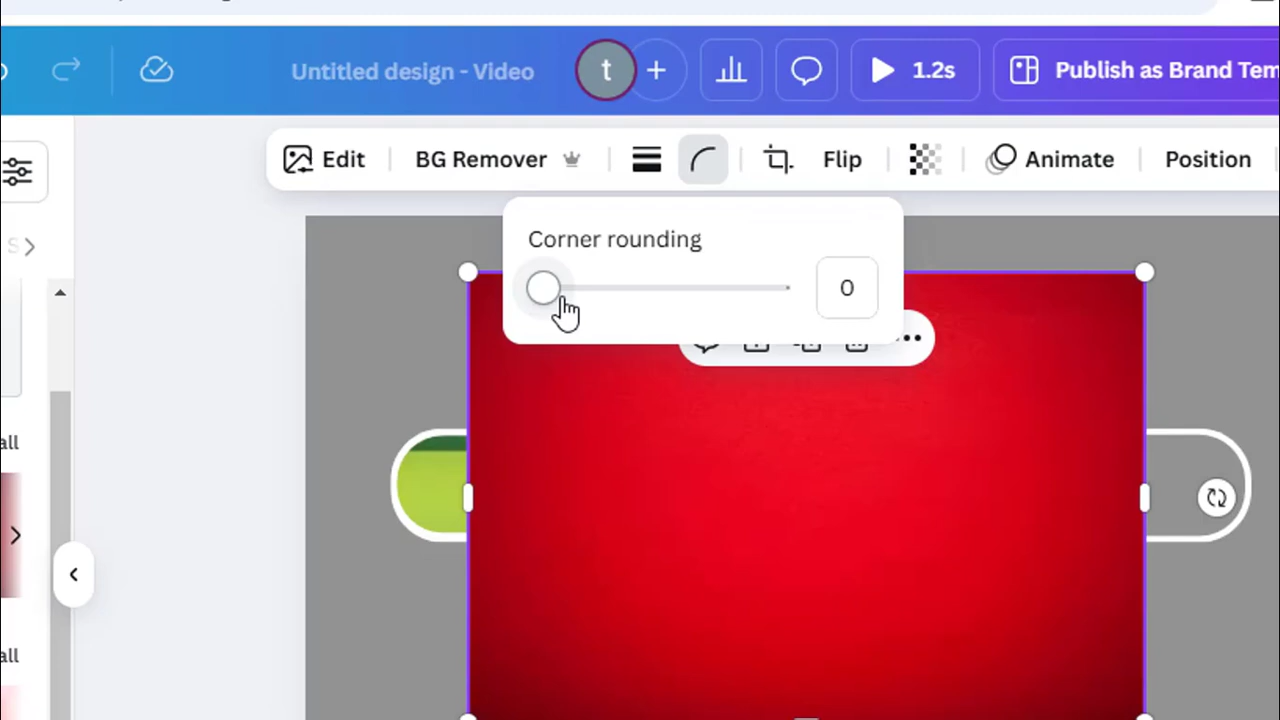 Untitled design - Video
t
1.2s
Publish as Brand Tem
Edit
BG Remover
Flip
Animate
Position
S
Corner rounding
0
all
all